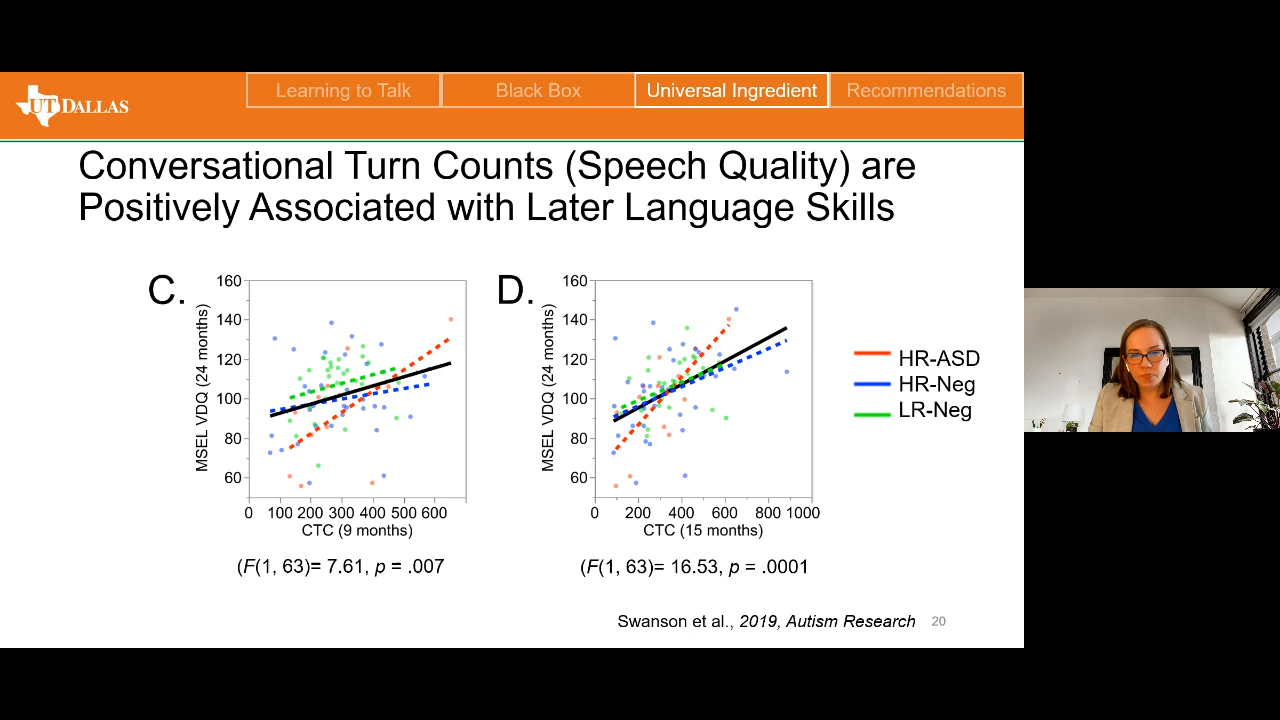 UT DALLAS
Learning to Talk
Black Box
Universal Ingredient
Recommendations
Conversational Turn Counts (Speech Quality) are
Positively Associated with Later Language Skills
C.
160
140
120
100
80
60
MSEL VDQ (24 months)
0 100 200 300 400 500 600
CTC (9 months)
(F(1, 63)= 7.61, p = .007
D.
160
140
120
100
80
60
MSEL VDQ (24 months)
0 200 400 600 800 1000
CTC (15 months)
(F(1, 63)= 16.53, p = .0001
HR-ASD
HR-Neg
LR-Neg
Swanson et al., 2019, Autism Research 20